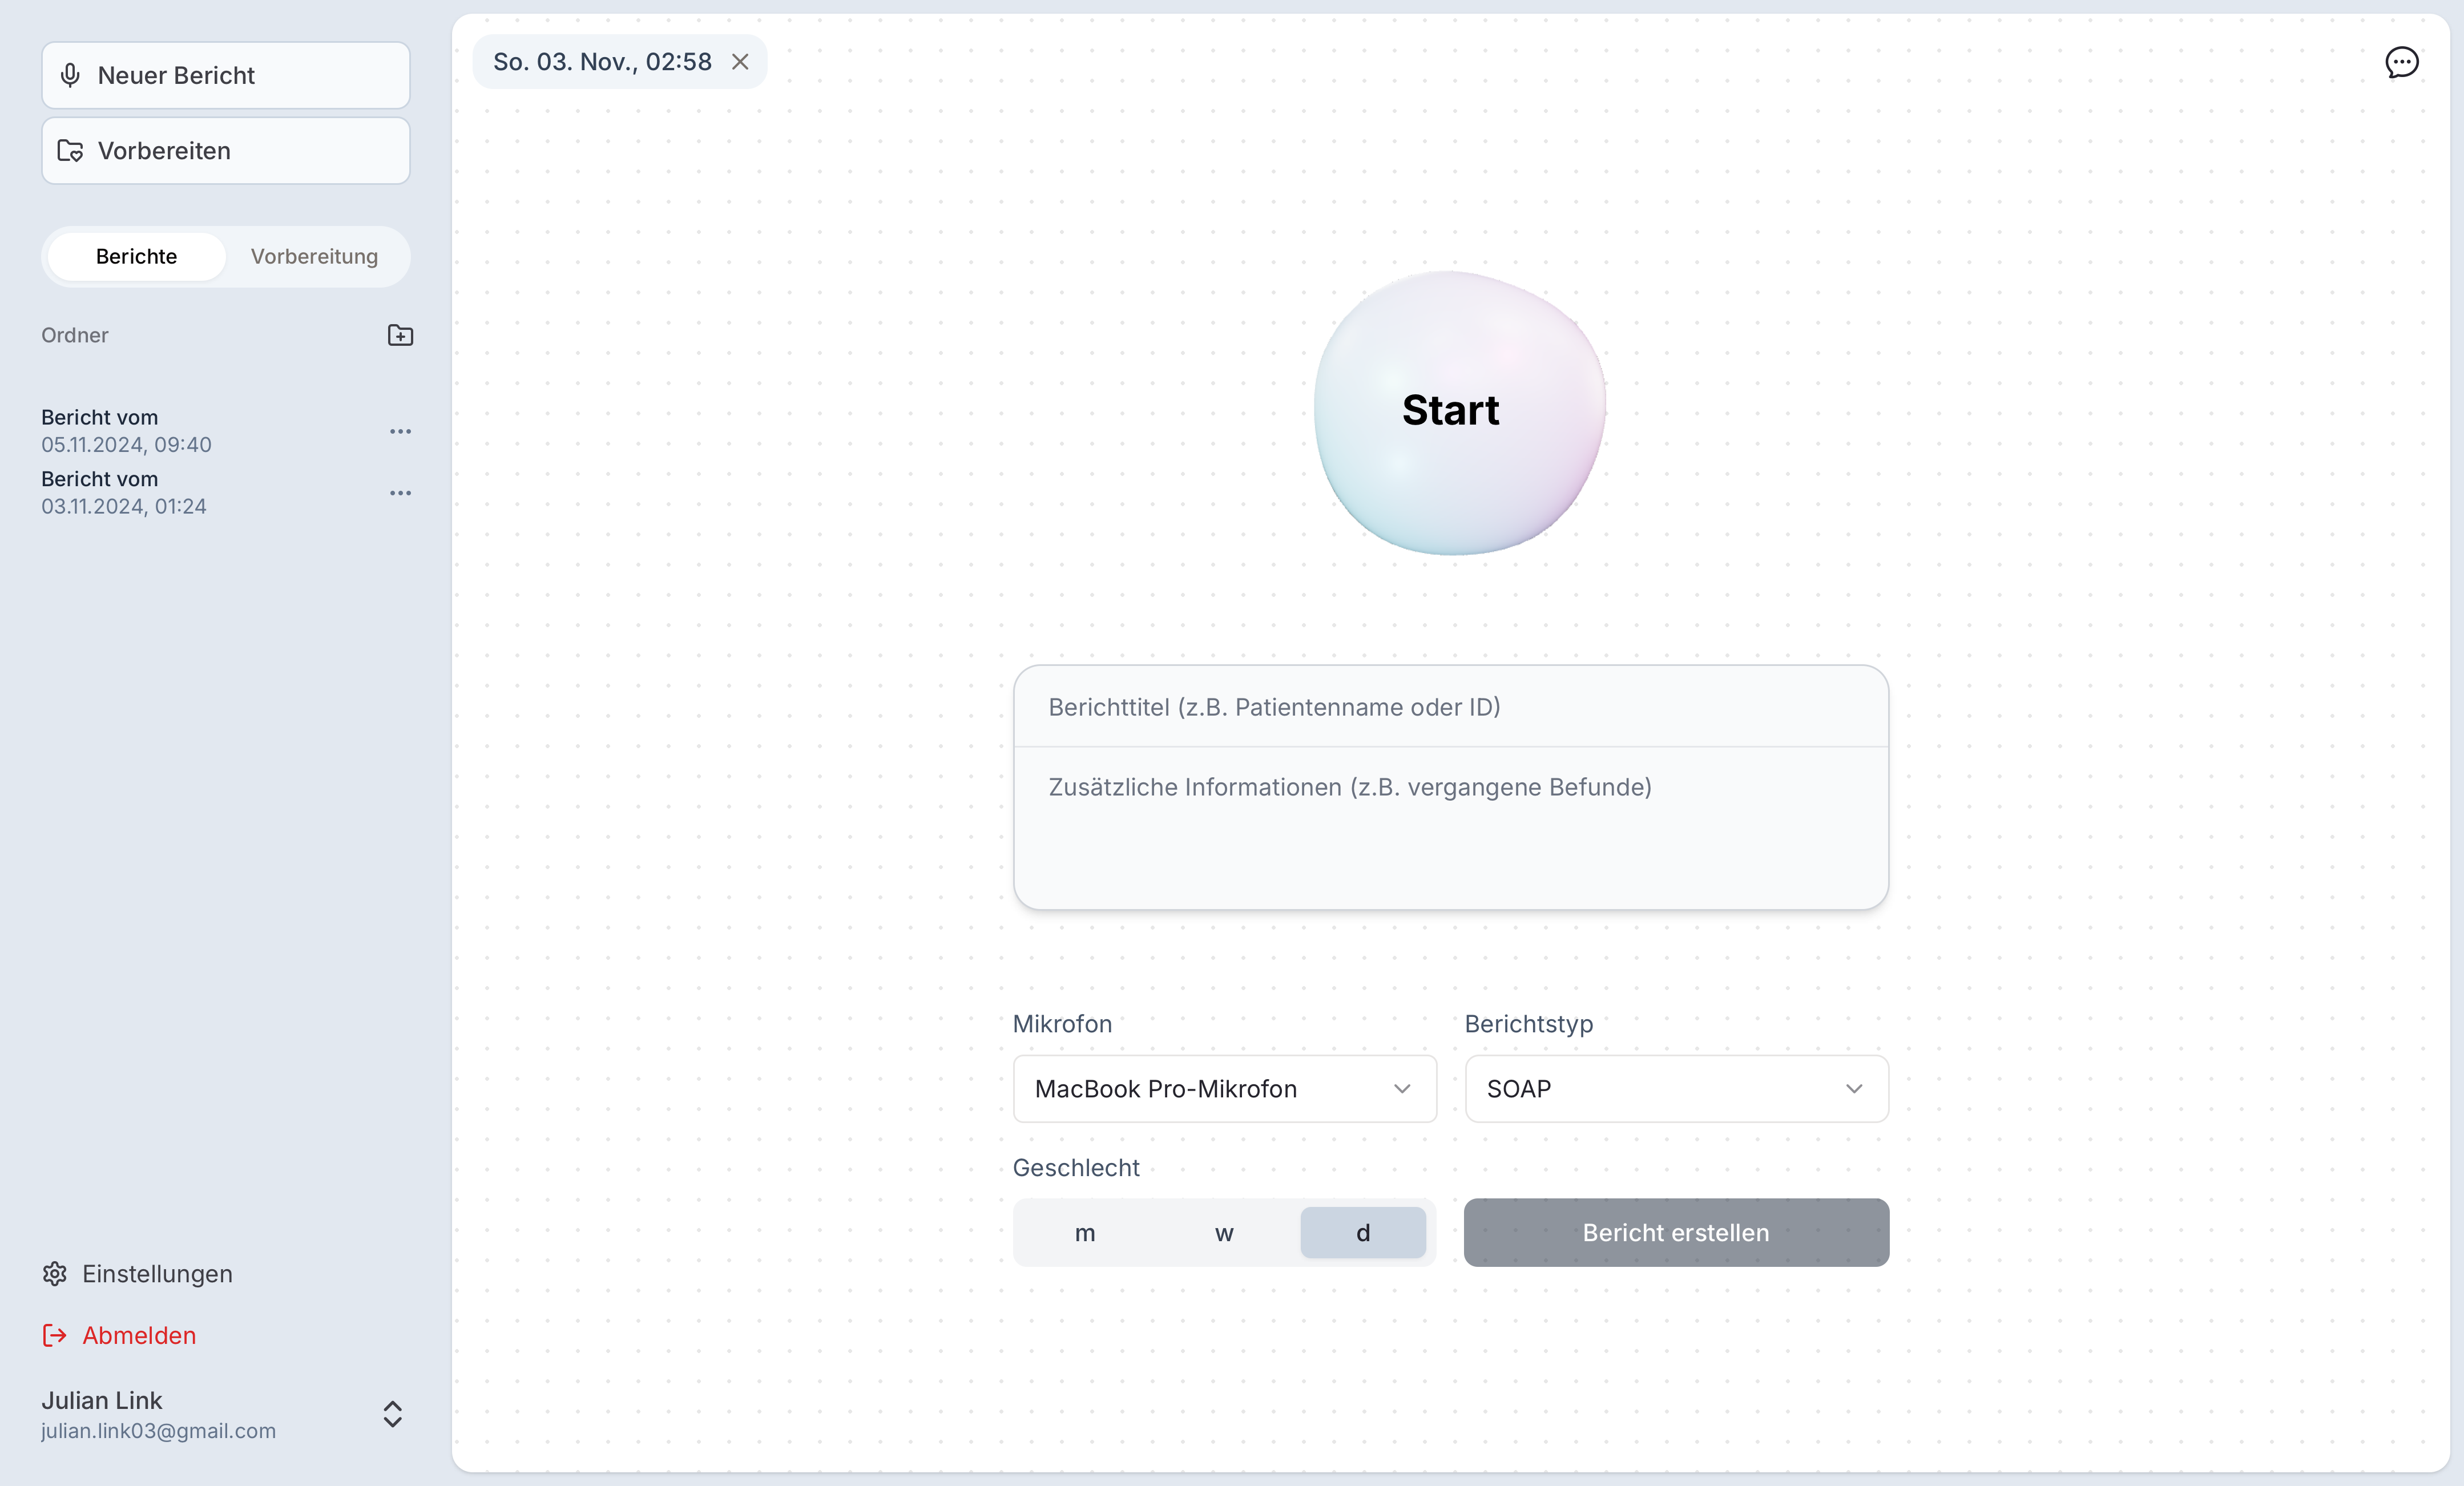 Neuer Bericht
Vorbereiten
Berichte
Vorbereitung
Ordner
Bericht vom
05.11.2024, 09:40
Bericht vom
03.11.2024, 01:24
Einstellungen
Abmelden
Julian Link
julian.link03@gmail.com
So. 03. Nov., 02:58
Start
Berichttitel (z.B. Patientenname oder ID)
Zusätzliche Informationen (z.B. vergangene Befunde)
Mikrofon
Berichtstyp
MacBook Pro-Mikrofon
SOAP
Geschlecht
m
w
d
Bericht erstellen